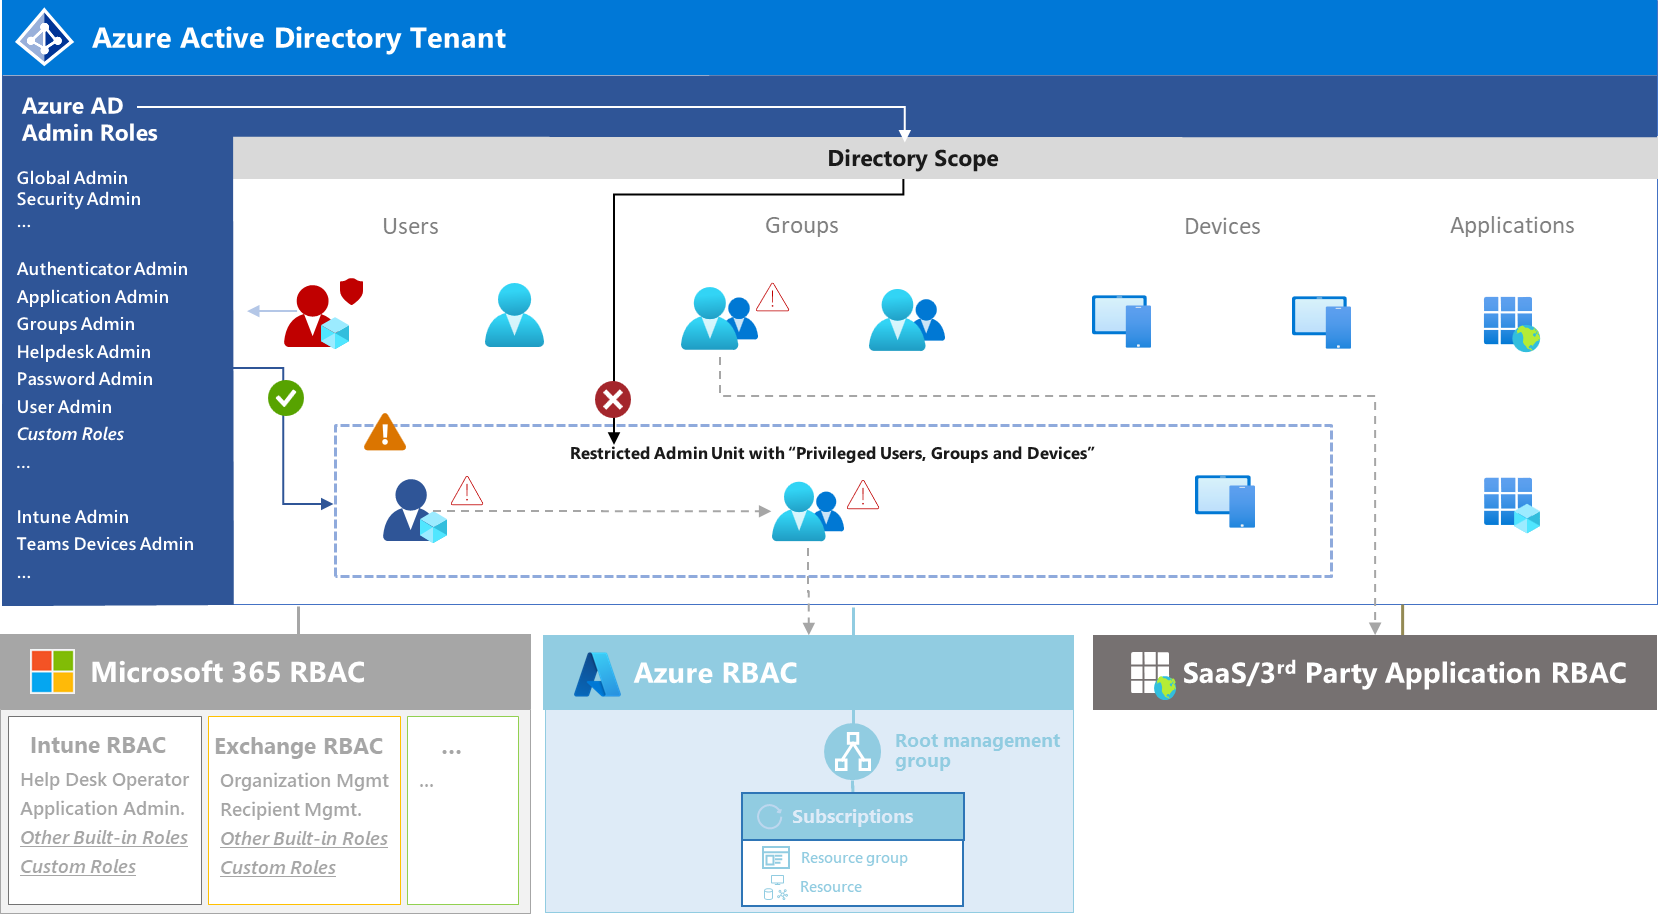 Azure Active Directory Tenant
Azure AD
Admin Roles
Global Admin
Security Admin
...
Authenticator Admin
Application Admin
Groups Admin
Helpdesk Admin
Password Admin
User Admin
Custom Roles
...
Intune Admin
Teams Devices Admin
...
Directory Scope
Users
Groups
Devices
Applications
Restricted Admin Unit with “Privileged Users, Groups and Devices”
Microsoft 365 RBAC
Intune RBAC
Help Desk Operator
Application Admin.
Other Built-in Roles
Custom Roles
Exchange RBAC
Organization Mgmt
Recipient Mgmt.
Other Built-in Roles
Custom Roles
...
...
Azure RBAC
Root management
group
Subscriptions
Resource group
Resource
SaaS/3rd Party Application RBAC